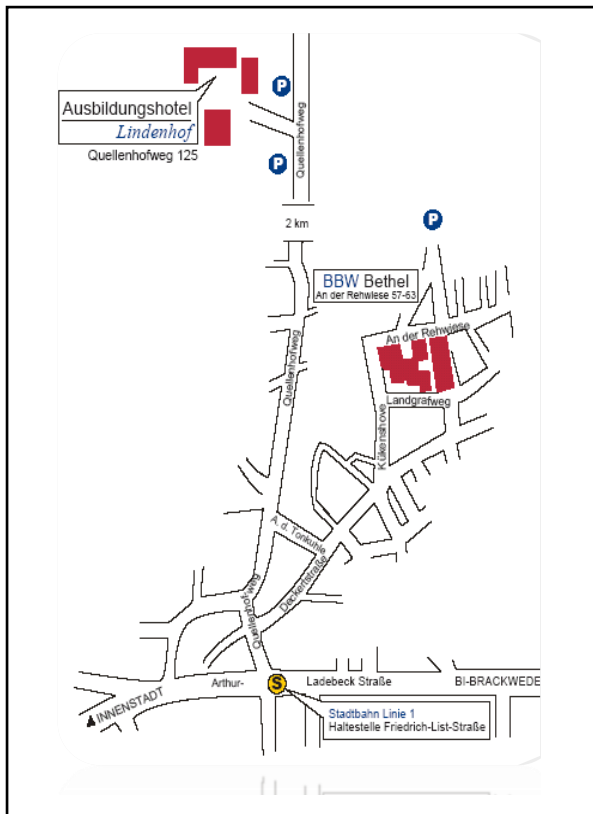 P
Ausbildungshotel
Lindenhof
Quellenhofweg 125
P
Quellenhofweg
2 km
P
BBW Bethel
An der Rehwiese 57-63
An der Rehwiese
Quellenhofweg
Landgrafweg
Kükenshove
A. d. Tonkuhle
Deckertstraße
Quellenhofweg
Arthur-
S
Ladebeck Straße
BI-BRACKWEDE
INNENSTADT
Stadtbahn Linie 1
Haltestelle Friedrich-List-Straße